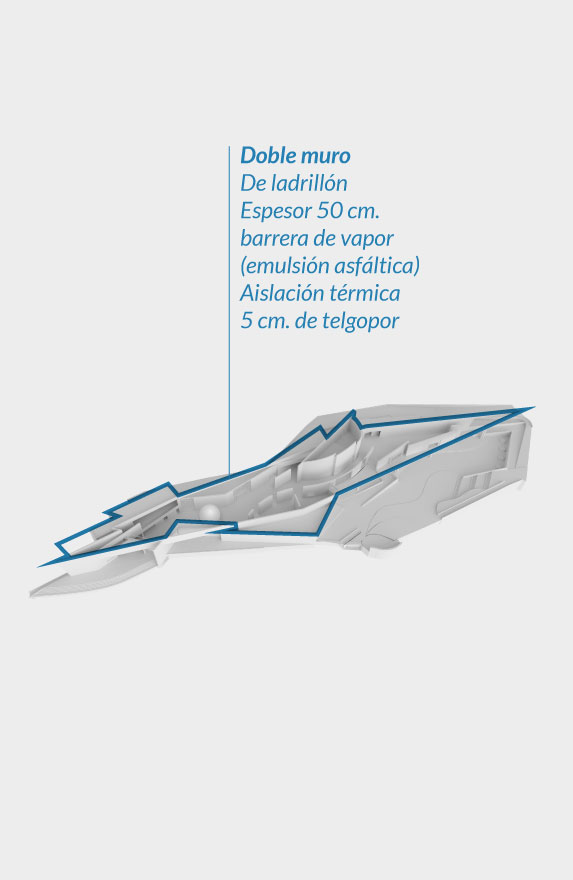 Doble muro
De ladrillón
Espesor 50 cm.
barrera de vapor
(emulsión asfáltica)
Aislación térmica
5 cm. de telgopor